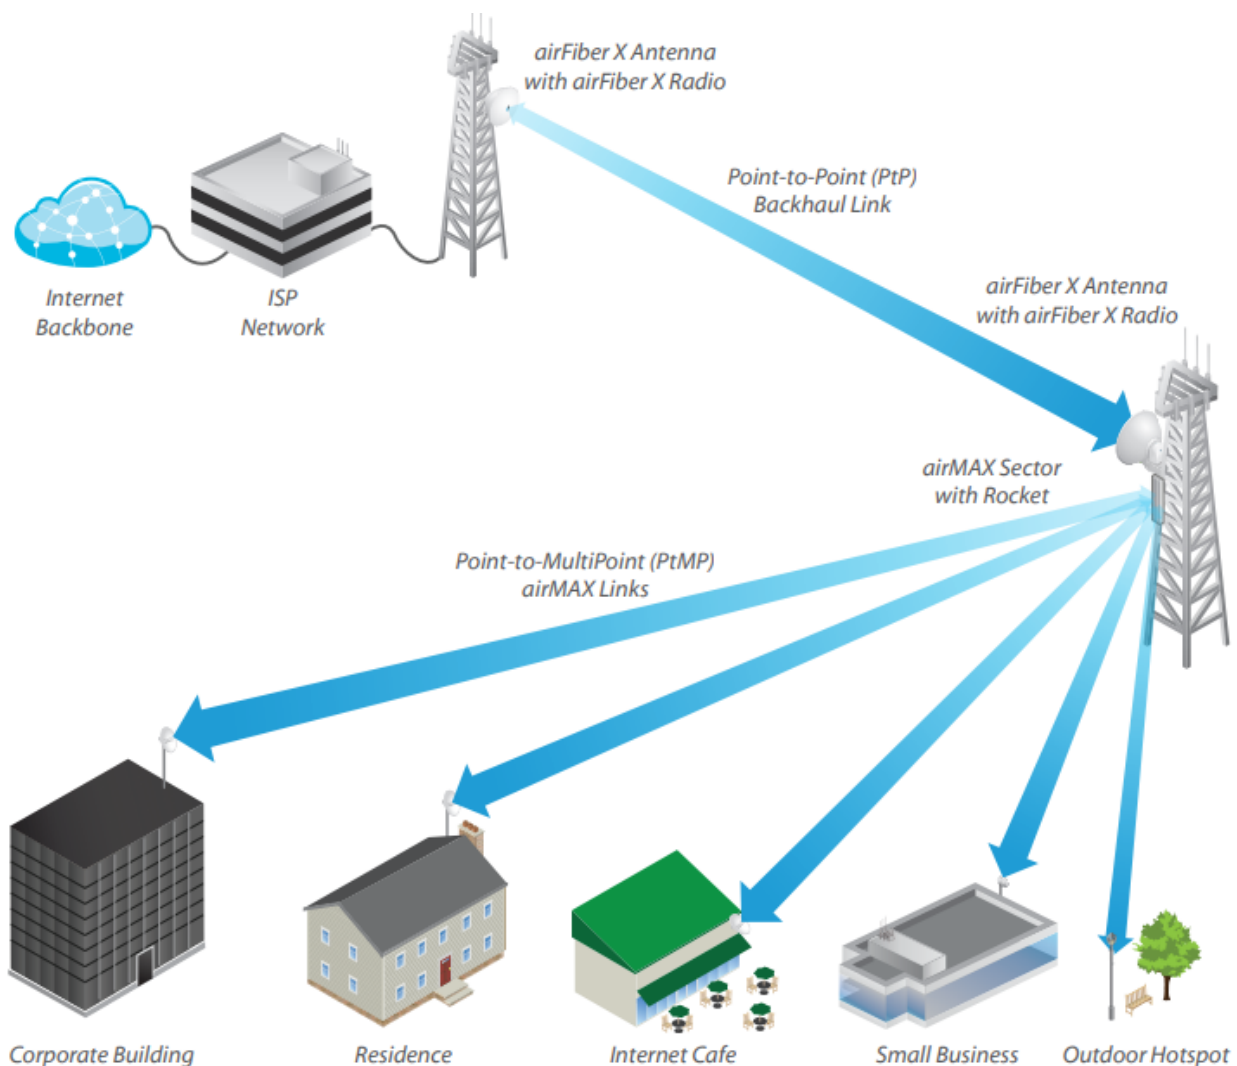 airFiber X Antenna
with airFiber X Radio
Point-to-Point (PtP)
Backhaul Link
Internet
Backbone
ISP
Network
airFiber X Antenna
with airFiber X Radio
airMAX Sector
with Rocket
Point-to-MultiPoint (PtMP)
airMAX Links
Corporate Building
Residence
Internet Cafe
Small Business
Outdoor Hotspot